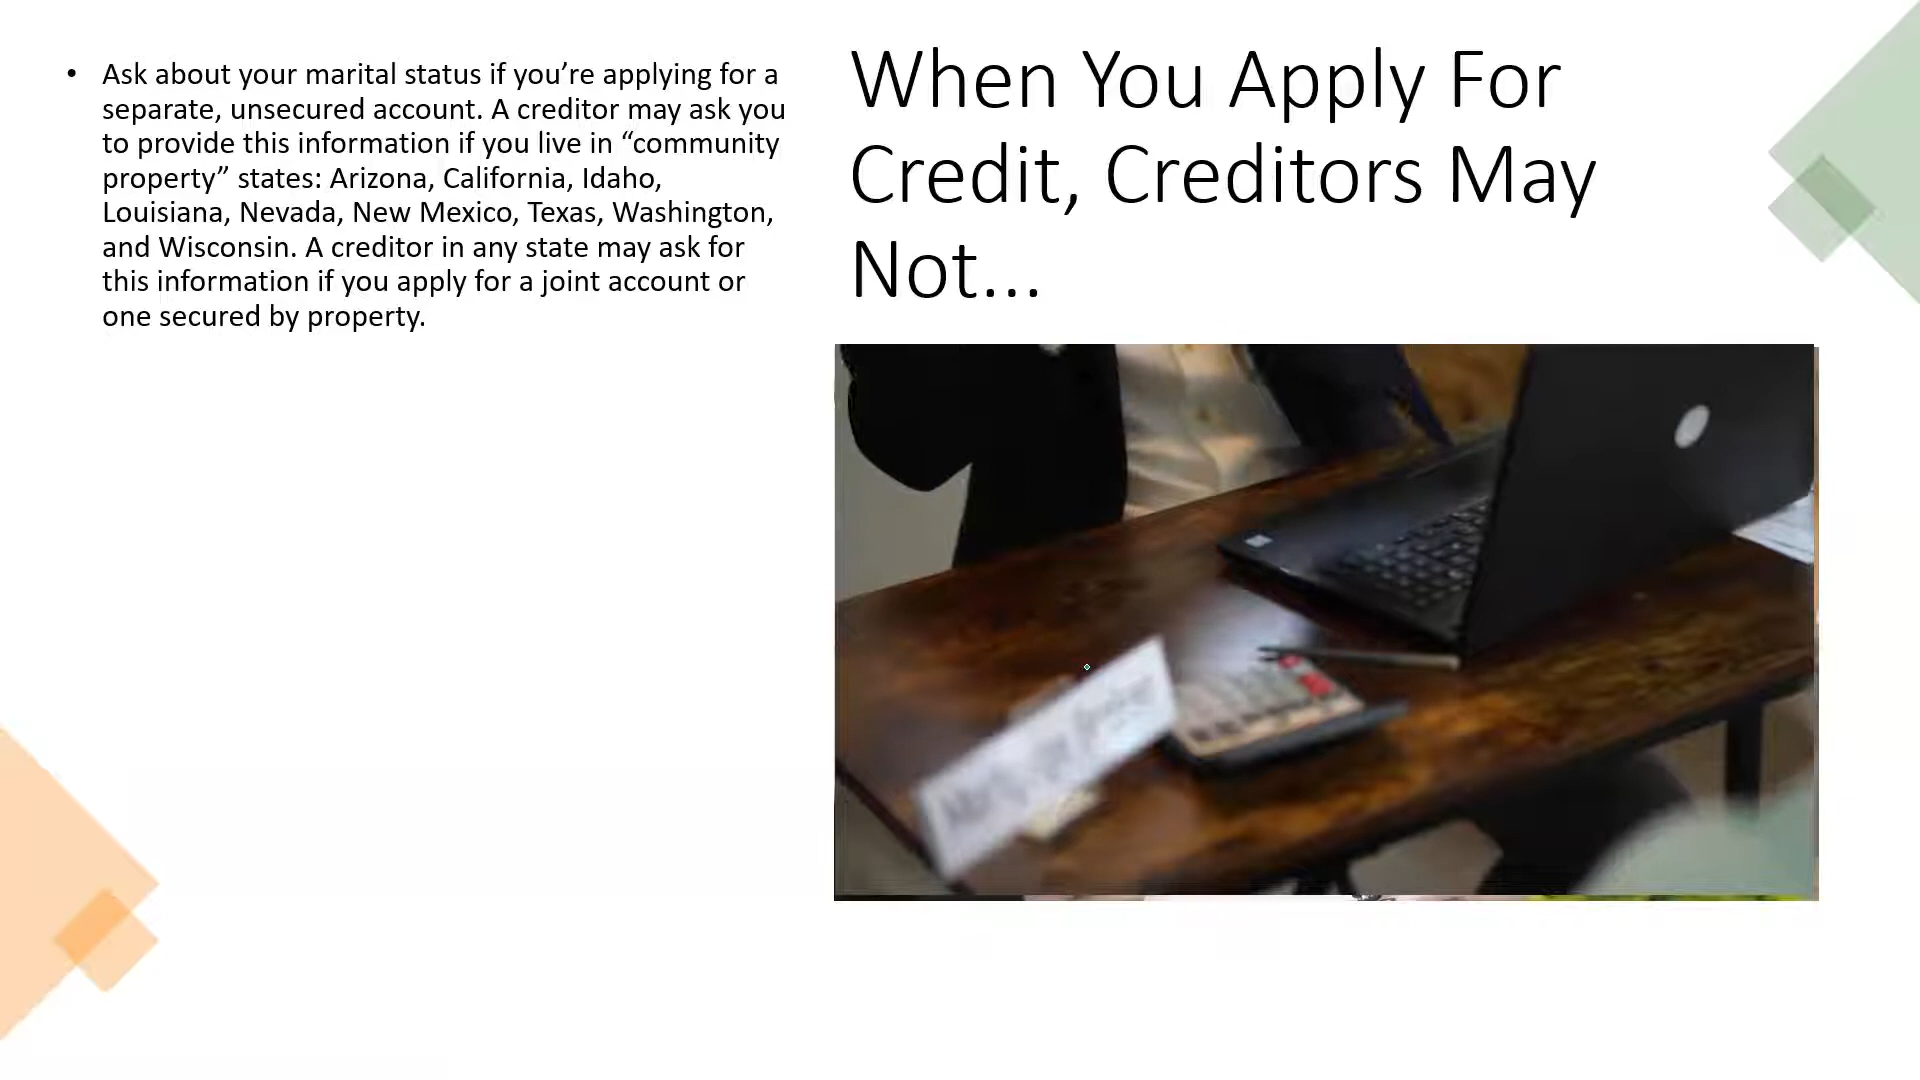 When You Apply For
Credit, Creditors May
Not...
• Ask about your marital status if you’re applying for a
separate, unsecured account. A creditor may ask you
to provide this information if you live in “community
property” states: Arizona, California, Idaho,
Louisiana, Nevada, New Mexico, Texas, Washington,
and Wisconsin. A creditor in any state may ask for
this information if you apply for a joint account or
one secured by property.